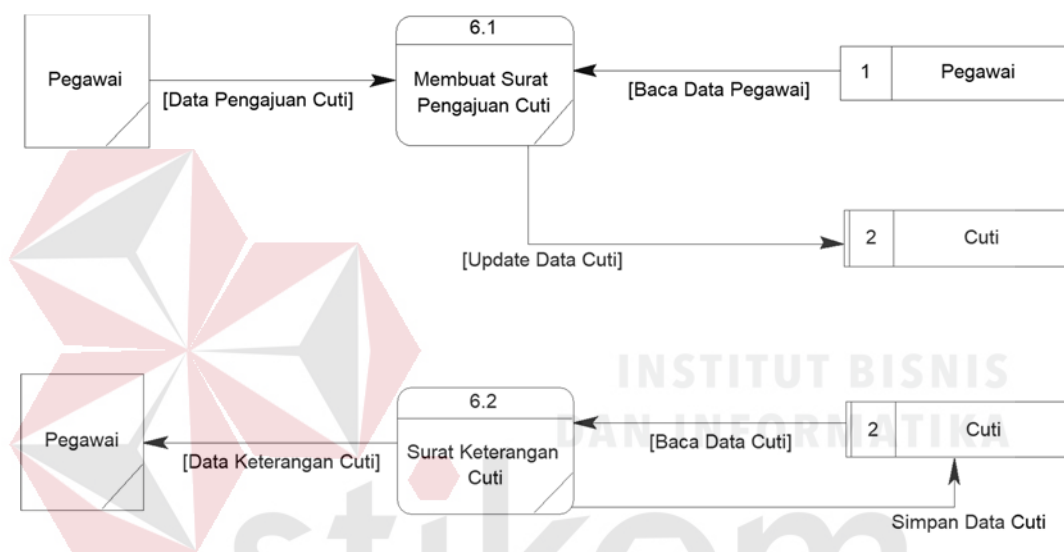 6.1
Pegawai
Membuat Surat
Pengajuan Cuti
1
Pegawai
[Data Pengajuan Cuti]
[Baca Data Pegawai]
2
Cuti
[Update Data Cuti]
INSTITUT BISNIS
DAN INFORMATIKA
6.2
Pegawai
Surat Keterangan
Cuti
2
Cuti
[Data Keterangan Cuti]
[Baca Data Cuti]
Simpan Data Cuti
stikom